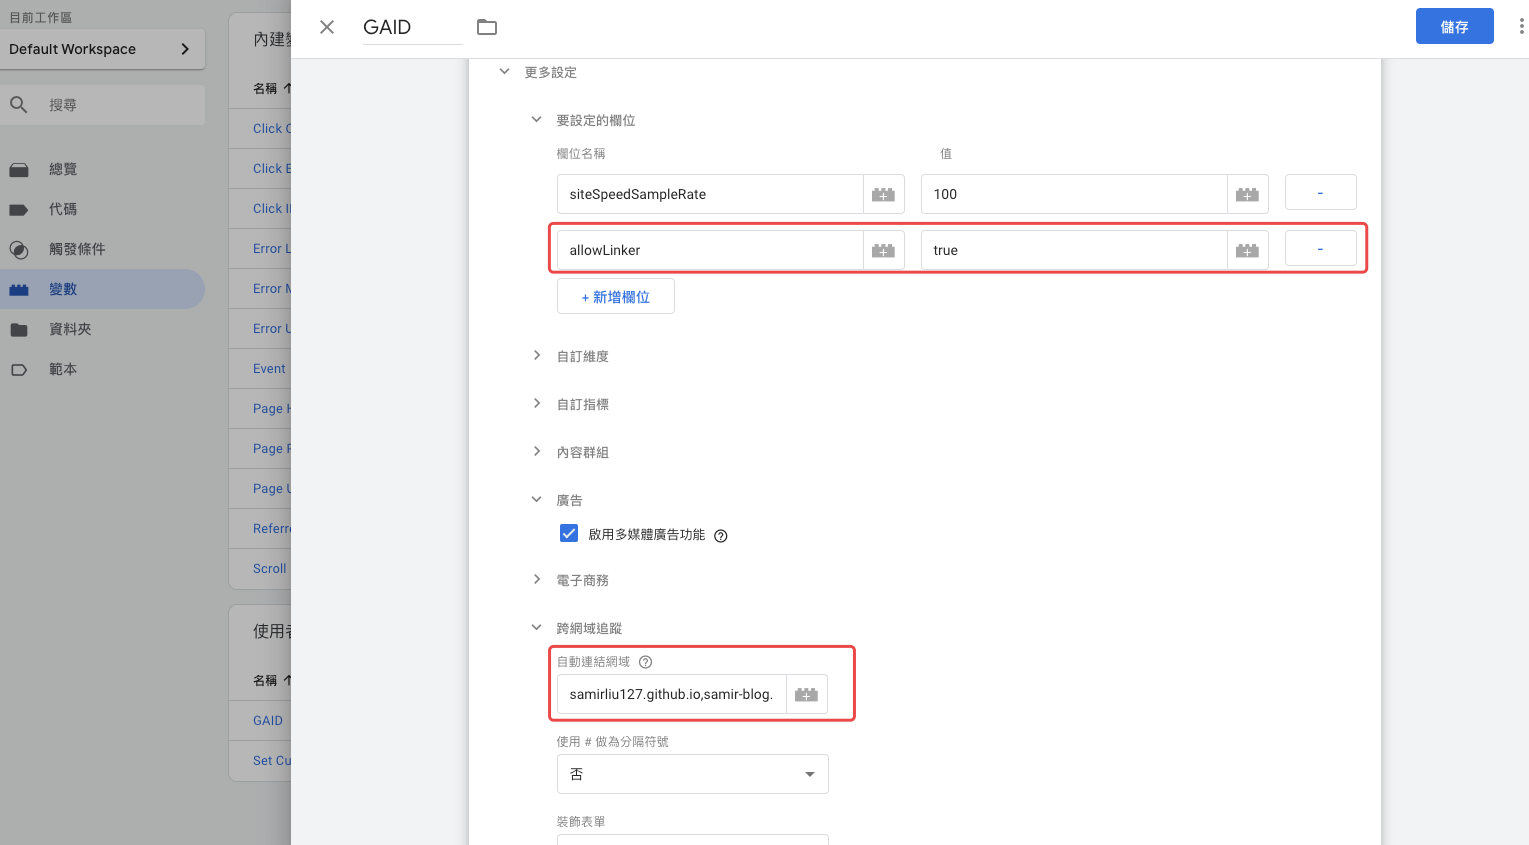 目前工作區
Default Workspace
搜尋
總覽
代碼
觸發條件
變數
資料夾
範本
內建
名稱
Click
Click
Click
Error
Error
Error
Event
Page
Page
Page
Scroll
使用
名稱
GAID
Set
GAID
儲存
更多設定
要設定的欄位
欄位名稱 值
siteSpeedSampleRate 100 -
allowLinker true -
+ 新增欄位
自訂維度
自訂指標
內容群組
廣告
啟用多媒體廣告功能
電子商務
跨網域追蹤
自動連結網域
samirliu127.github.io,samir-blog.
使用 # 做為分隔符號
否
裝飾表單